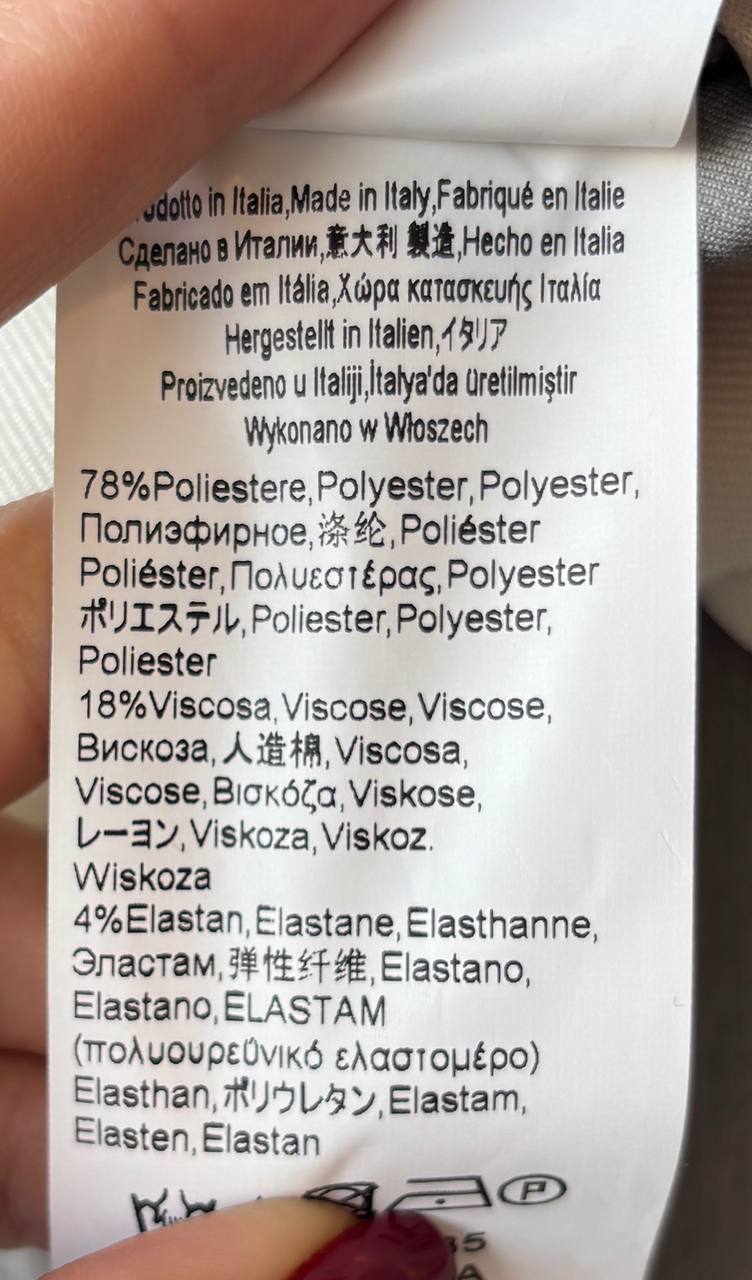 in Italia,Made in Italy,Fabriqué en Italie
Сделано в Италии,意大利 製造,Hecho en Italia
Fabricado em Itália,Χώρα κατασκευής Ιταλία
Hergestellt in Italien,イタリア
Proizvedeno u Italiji,İtalya'da üretilmiştir
Wykonano w Włoszech
78%Poliestere,Polyester,Polyester,
Полиэфирное,涤纶,Poliéster
Poliéster,Πολυεστέρας,Polyester
ポリエステル,Poliester,Polyester,
Poliester
18%Viscosa,Viscose,Viscose,
Вискоза,人造棉,Viscosa,
Viscose,Βισκόζα,Viskose,
レーヨン,Viskoza,Viskoz.
Wiskoza
4%Elastan,Elastane,Elasthanne,
Эластам,弹性纤维,Elastano,
Elastano,ELASTAM
(πολυουρεϋνικό ελαστομέρο)
Elasthan,ポリウレタン,Elastam,
Elasten,Elastan
P